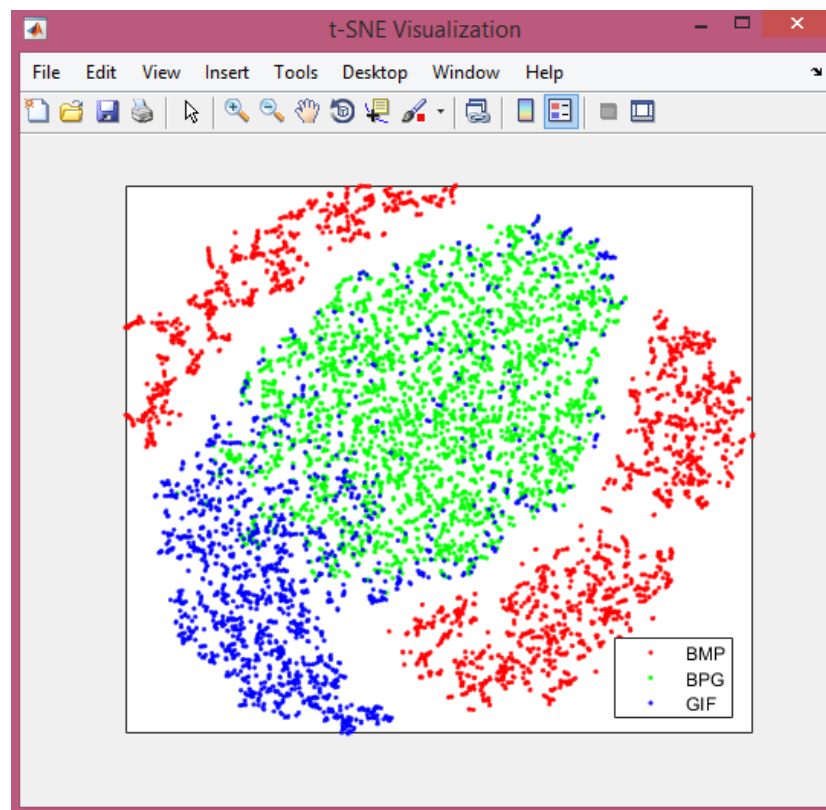 t-SNE Visualization
File Edit View Insert Tools Desktop Window Help
BMP
BPG
GIF